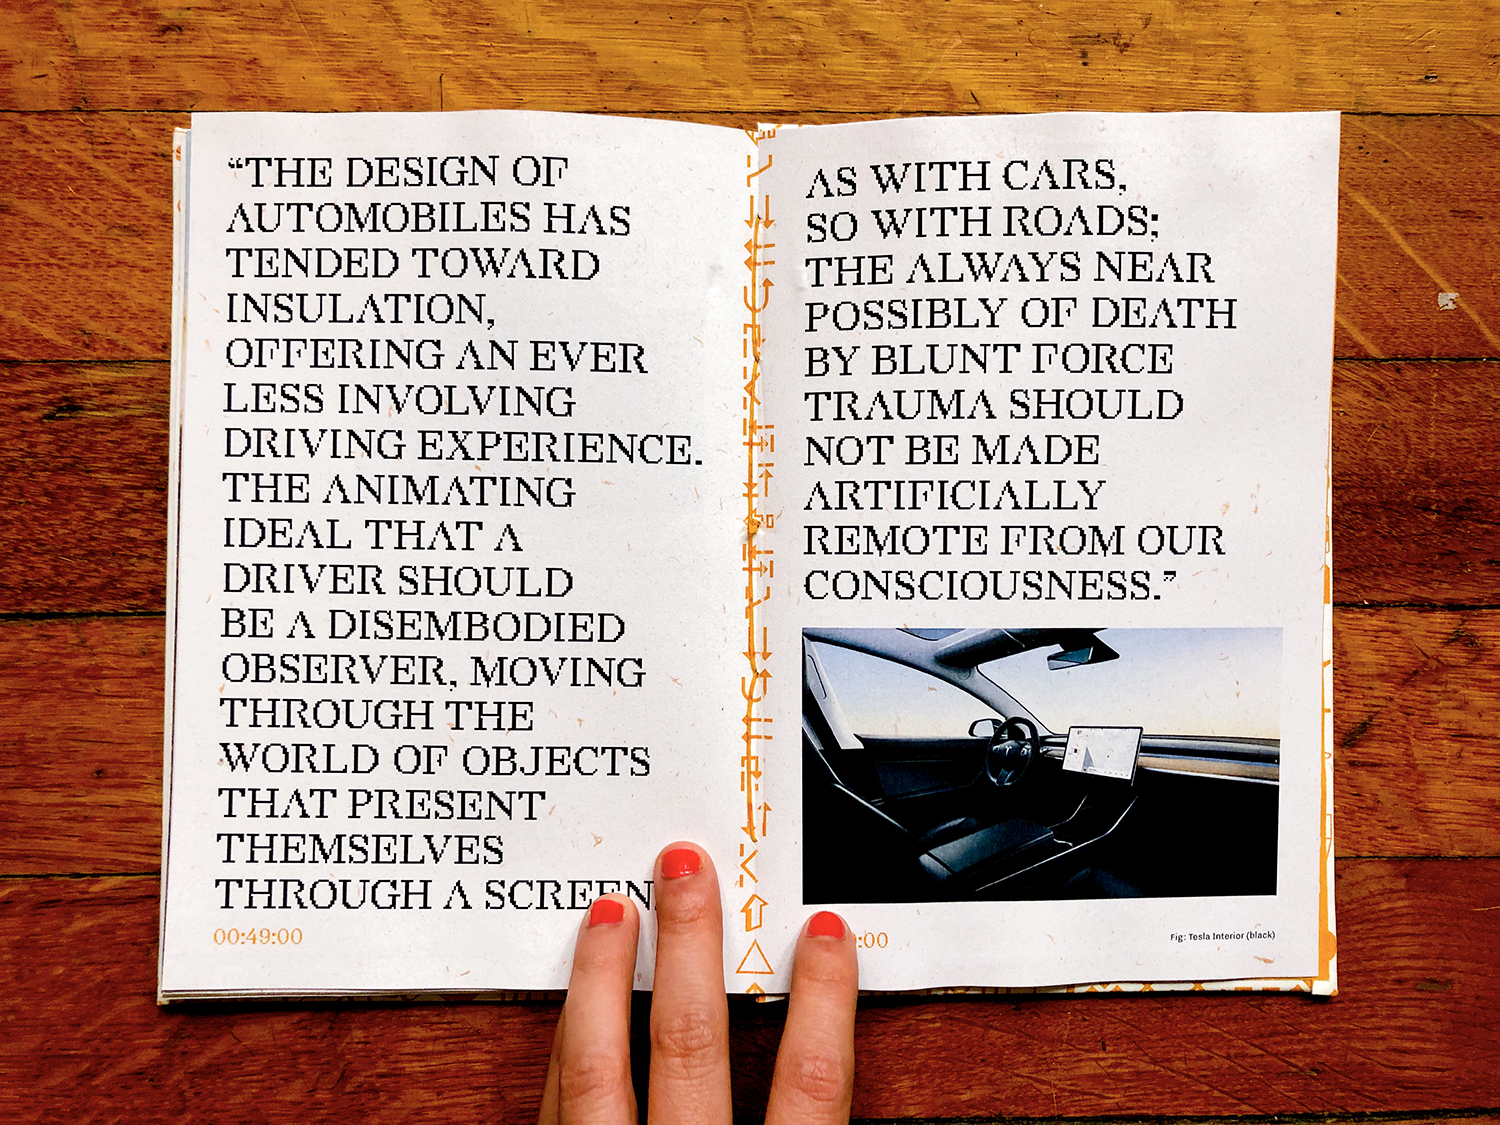 “THE DESIGN OF
AUTOMOBILES HAS
TENDED TOWARD
INSULATION,
OFFERING AN EVER
LESS INVOLVING
DRIVING EXPERIENCE.
THE ANIMATING
IDEAL THAT A
DRIVER SHOULD
BE A DISEMBODIED
OBSERVER, MOVING
THROUGH THE
WORLD OF OBJECTS
THAT PRESENT
THEMSELVES
THROUGH A SCREEN.
00:49:00
AS WITH CARS,
SO WITH ROADS;
THE ALWAYS NEAR
POSSIBLY OF DEATH
BY BLUNT FORCE
TRAUMA SHOULD
NOT BE MADE
ARTIFICIALLY
REMOTE FROM OUR
CONSCIOUSNESS.”
:00
Fig: Tesla Interior (black)